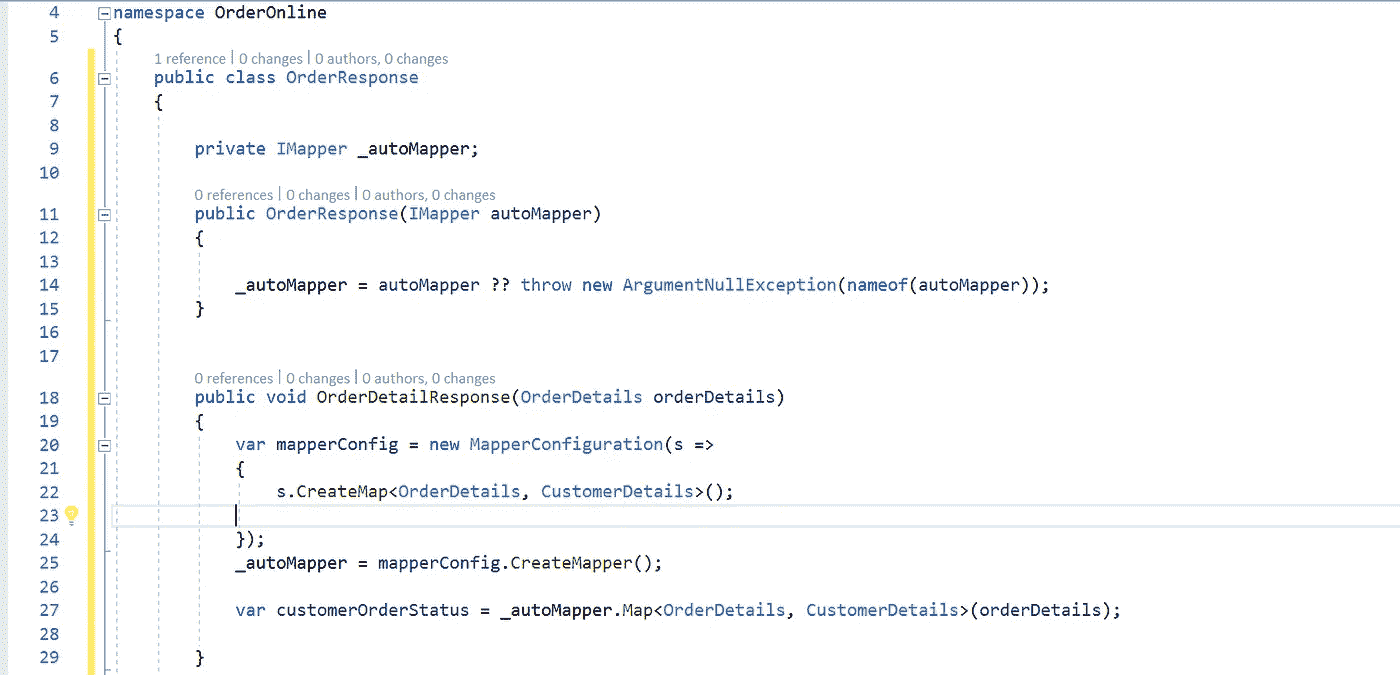 4 namespace OrderOnline
5 {
1 reference | 0 changes | 0 authors, 0 changes
6 public class OrderResponse
7 {
8
9 private IMapper _autoMapper;
10
0 references | 0 changes | 0 authors, 0 changes
11 public OrderResponse(IMapper autoMapper)
12 {
13
14 _autoMapper = autoMapper ?? throw new ArgumentNullException(nameof(autoMapper));
15 }
16
17
0 references | 0 changes | 0 authors, 0 changes
18 public void OrderDetailResponse(OrderDetails orderDetails)
19 {
20 var mapperConfig = new MapperConfiguration(s =>
21 {
22 s.CreateMap<OrderDetails, CustomerDetails>();
23
24 });
25 _autoMapper = mapperConfig.CreateMapper();
26
27 var customerOrderStatus = _autoMapper.Map<OrderDetails, CustomerDetails>(orderDetails);
28
29 }